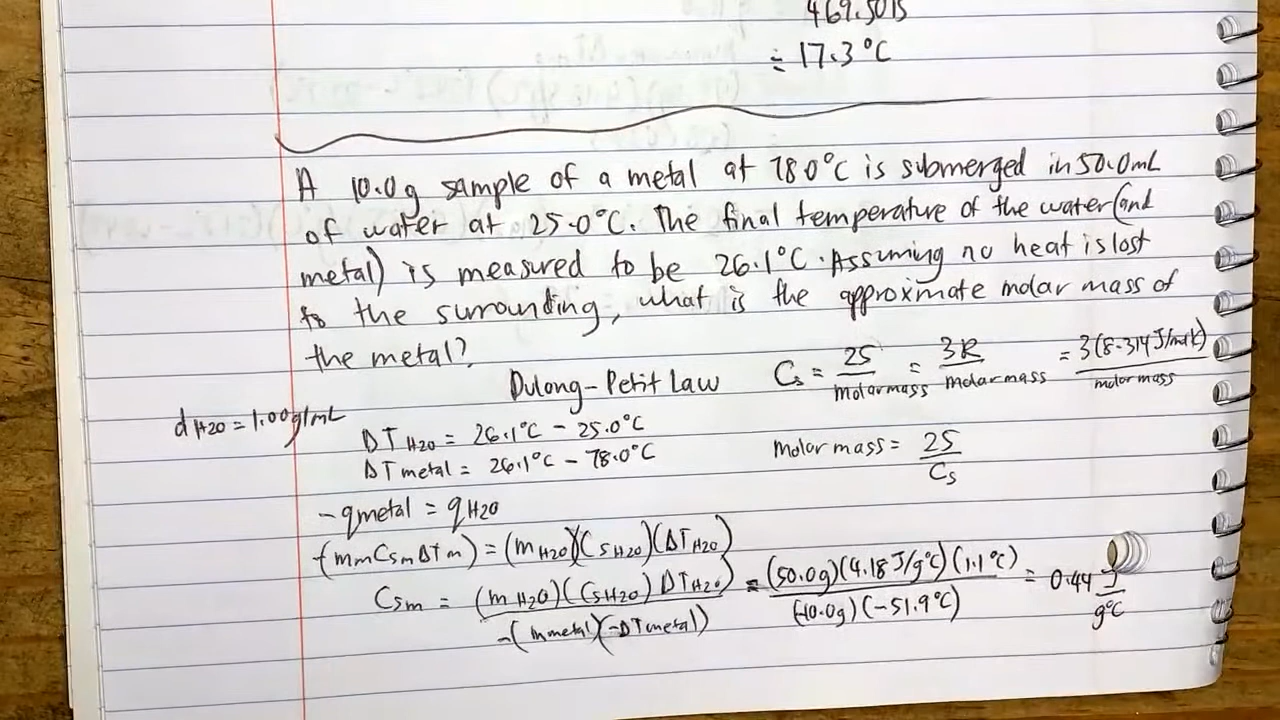 469.5015
≐ 17.3°C
A 10.0g sample of a metal at 78.0°C is submerged in 50.0mL
of water at 25.0°C. The final temperature of the water (and
metal) is measured to be 26.1°C. Assuming no heat is lost
to the surrounding, what is the approximate molar mass of
the metal?
Dulong-Petit Law
Cs = 25/molar mass = 3R/molar mass = 3(8.314 J/mol K)/molar mass
dH2O = 1.00g/mL
ΔT H2O = 26.1°C - 25.0°C
ΔT metal = 26.1°C - 78.0°C
molar mass = 25/Cs
-qmetal = qH2O
-(mmCsmΔTm) = (mH2O)(CsH2O)(ΔTH2O)
Csm = (mH2O)(CsH2O)ΔTH2O)/-(mmetal)(-ΔTmetal) = (50.0g)(4.18J/g°C)(1.1°C)/(-10.0g)(-51.9°C) = 0.44 J/g°C